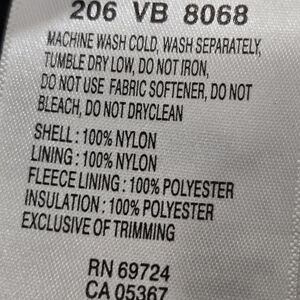 206 VB 8068
MACHINE WASH COLD, WASH SEPARATELY,
TUMBLE DRY LOW, DO NOT IRON,
DO NOT USE FABRIC SOFTENER, DO NOT
BLEACH, DO NOT DRYCLEAN
SHELL : 100% NYLON
LINING : 100% NYLON
FLEECE LINING : 100% POLYESTER
INSULATION : 100% POLYESTER
EXCLUSIVE OF TRIMMING
RN 69724
CA 05367